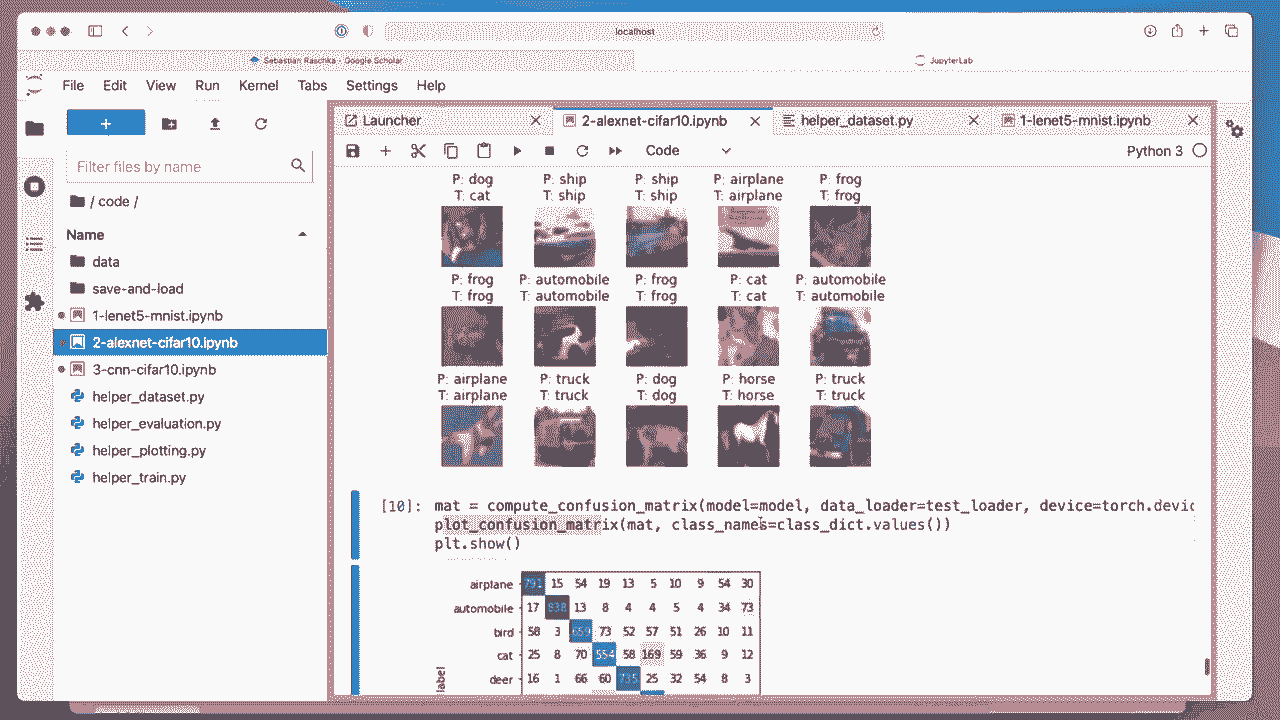 localhost
Sebastian Raschka - Google Scholar
JupyterLab
File Edit View Run Kernel Tabs Settings Help
Launcher
2-alexnet-cifar10.ipynb
helper_dataset.py
1-lenet5-mnist.ipynb
Code
Python 3
Filter files by name
/ code /
Name
data
save-and-load
1-lenet5-mnist.ipynb
2-alexnet-cifar10.ipynb
3-cnn-cifar10.ipynb
helper_dataset.py
helper_evaluation.py
helper_plotting.py
helper_train.py
P: dog P: ship P: ship P: airplane P: frog
T: cat T: ship T: ship T: airplane T: frog
P: frog P: automobile P: frog P: cat P: automobile
T: frog T: automobile T: frog T: cat T: automobile
P: airplane P: truck P: dog P: horse P: truck
T: airplane T: truck T: dog T: horse T: truck
[10]: mat = compute_confusion_matrix(model=model, data_loader=test_loader, device=torch.devic
plot_confusion_matrix(mat, class_names=class_dict.values())
plt.show()
airplane 15 54 19 13 5 10 9 54 30
automobile 17 838 13 8 4 4 5 4 34 73
bird 58 3 73 52 57 51 26 10 11
cat 25 8 70 554 58 169 59 36 9 12
deer 16 1 66 60 735 25 32 54 8 3
label